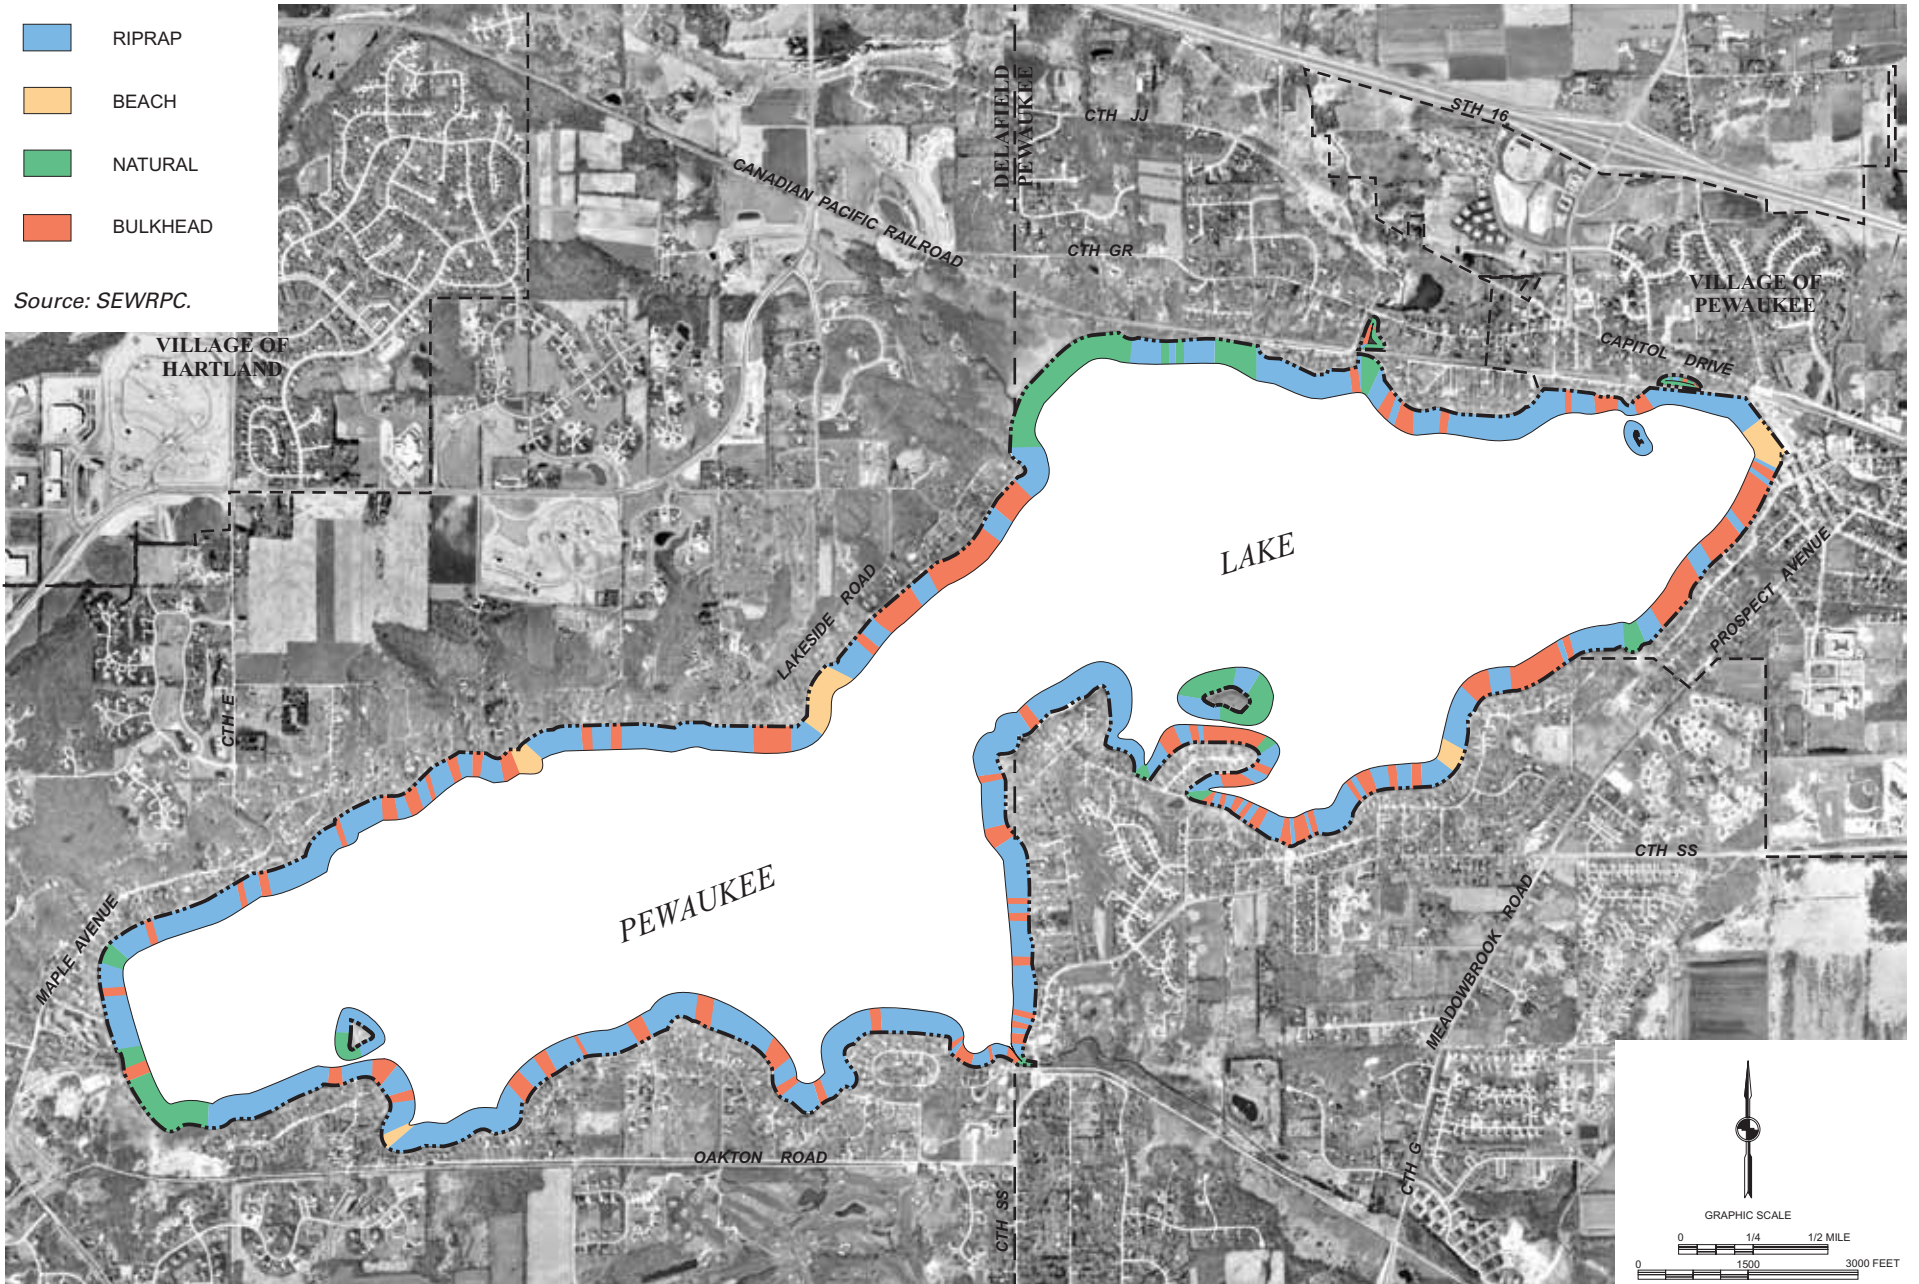 RIPRAP
BEACH
NATURAL
BULKHEAD
Source: SEWRPC.
DELAFIELD
PEWAUKEE
CTH JJ
STH 16
CANADIAN PACIFIC RAILROAD
CTH GR
VILLAGE OF
PEWAUKEE
VILLAGE OF
HARTLAND
CAPITOL DRIVE
LAKE
LAKESIDE ROAD
PROSPECT AVENUE
CTH E
CTH SS
PEWAUKEE
MAPLE AVENUE
MEADOWBROOK ROAD
OAKTON ROAD
CTH G
CTH SS
GRAPHIC SCALE
0 1/4 1/2 MILE
0 1500 3000 FEET